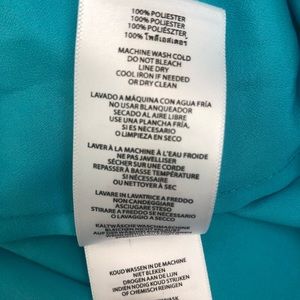 100% POLIESTER
100% POLYESTER
100% POLIÉSZTER
100% โพลีเอสเตอร์
MACHINE WASH COLD
DO NOT BLEACH
LINE DRY
COOL IRON IF NEEDED
OR DRY CLEAN
LAVADO A MÁQUINA CON AGUA FRÍA
NO USAR BLANQUEADOR
SECADO AL AIRE LIBRE
USE UNA PLANCHA FRÍA,
SI ES NECESARIO
O LIMPIEZA EN SECO
LAVER À LA MACHINE À L'EAU FROIDE
NE PAS JAVELLISER
SÉCHER SUR UNE CORDE
REPASSER À BASSE TEMPÉRATURE
SI NÉCESSAIRE
OU NETTOYER À SEC
LAVARE IN LAVATRICE A FREDDO
NON CANDEGGIARE
ASCIUGARE STESO
STIRARE A FREDDO SE NECESSARIO
O LAVAGGIO A SECCO
KALTWÄSCHE/WASCHMASCHINE
KOUD WASSEN IN DE MACHINE
NIET BLEKEN
DROGEN AAN DE LIJN
INDIEN NODIG KOUD STRIJKEN
OF CHEMISCH REINIGEN